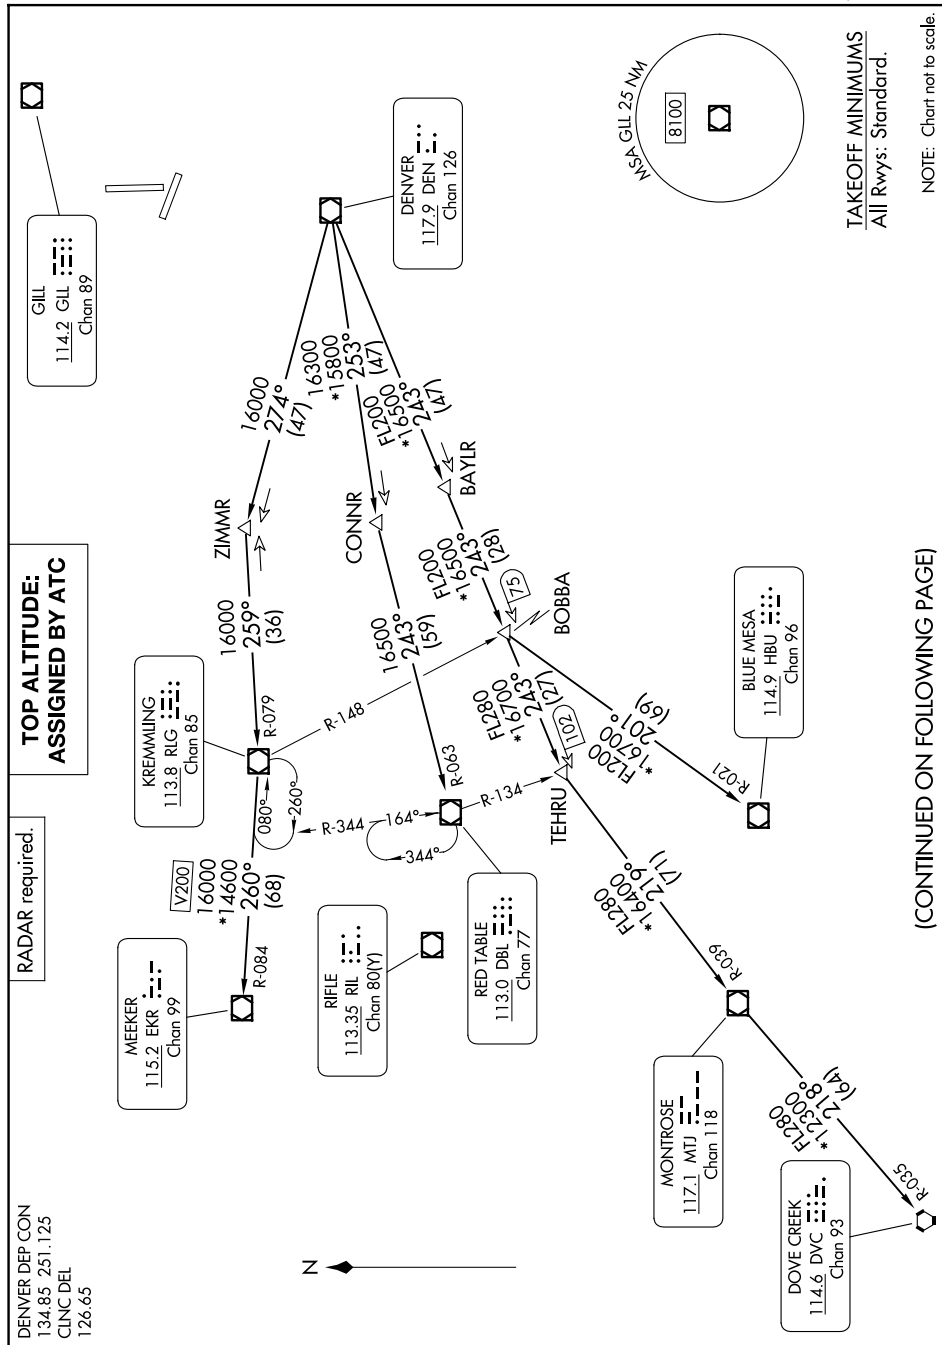 DENVER DEP CON
134.85 251.125
CLNC DEL
126.65
RADAR required.
TOP ALTITUDE:
ASSIGNED BY ATC
GILL
114.2 GLL
Chan 89
MEEKER
115.2 EKR
Chan 99
R-084
V200
16000
*14600
260°
(68)
KREMMLING
113.8 RLG
Chan 85
080°
260°
R-079
16000
259°
(36)
ZIMMR
16000
274°
(47)
DENVER
117.9 DEN
Chan 126
16300
*15800
253°
(47)
CONNR
16500
243°
(59)
R-063
FL200
*16500
243°
(47)
BAYLR
FL200
*16500
243°
(28)
75
BOBBA
R-148
R-344
164°
344°
R-134
RIFLE
113.35 RIL
Chan 80(Y)
RED TABLE
113.0 DBL
Chan 77
FL280
*16700
243°
(27)
102
TEHRU
FL200
*16700
201°
(69)
R-021
BLUE MESA
114.9 HBU
Chan 96
FL280
*16400
219°
(71)
R-039
MONTROSE
117.1 MTJ
Chan 118
FL280
*12300
218°
(64)
R-035
DOVE CREEK
114.6 DVC
Chan 93
N
MSA GLL 25 NM
8100
TAKEOFF MINIMUMS
All Rwys: Standard.
NOTE: Chart not to scale.
(CONTINUED ON FOLLOWING PAGE)